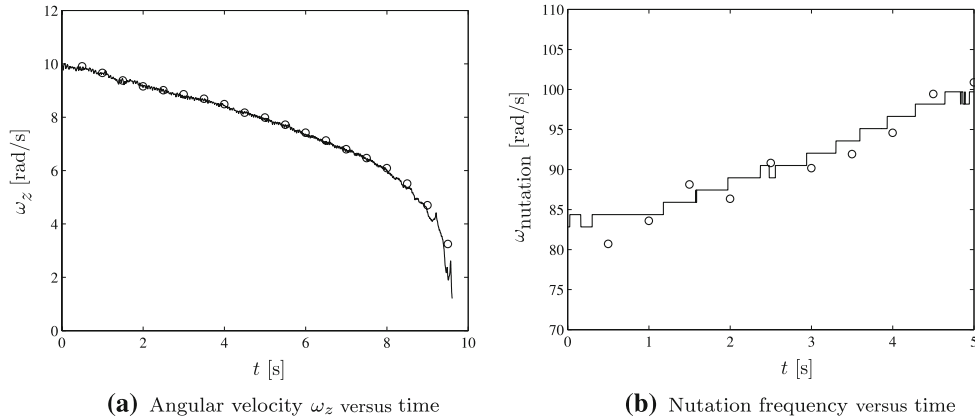 10
8
6
4
2
0
12
ω_z [rad/s]
0 2 4 6 8 10
t [s]
(a) Angular velocity ω_z versus time
110
105
100
95
90
85
80
75
70
ω_nutation [rad/s]
0 1 2 3 4 5
t [s]
(b) Nutation frequency versus time